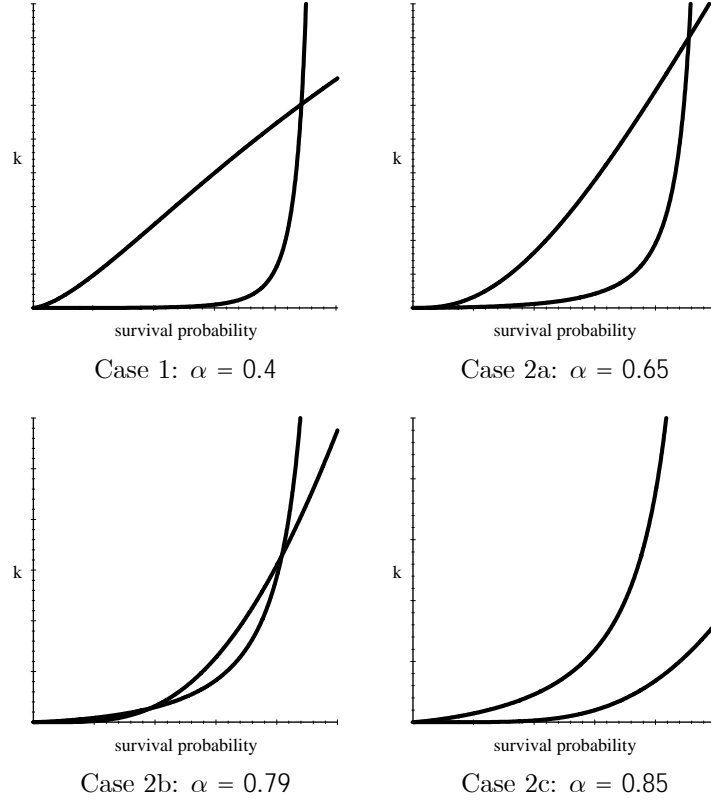 k
k
survival probability
survival probability
Case 1: α = 0.4
Case 2a: α = 0.65
k
k
survival probability
survival probability
Case 2b: α = 0.79
Case 2c: α = 0.85